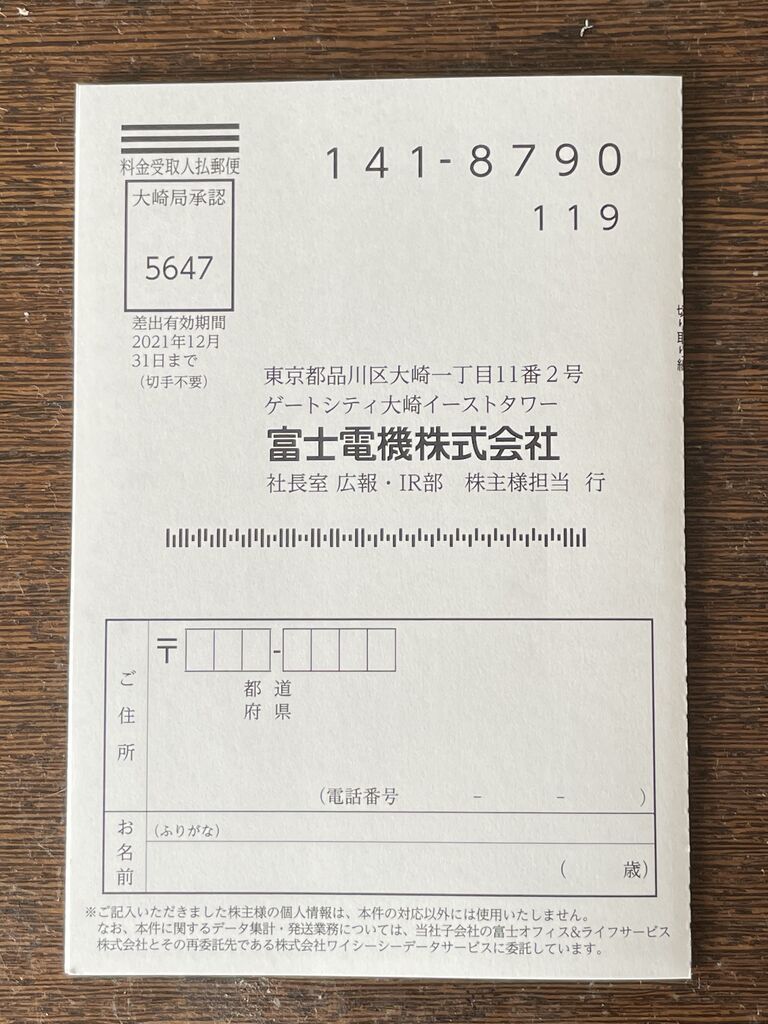 料金受取人払郵便
大崎局承認
5647
差出有効期間
2021年12月
31日まで
（切手不要）
141-8790
119
東京都品川区大崎一丁目11番2号
ゲートシティ大崎イーストタワー
富士電機株式会社
社長室 広報・IR部　株主様担当 行
切り取り線
ご住所
〒 -
都 道
府 県
（電話番号　　－　　－　　）
お名前
（ふりがな）
（　　歳）
※ご記入いただきました株主様の個人情報は、本件の対応以外には使用いたしません。
なお、本件に関するデータ集計・発送業務については、当社子会社の富士オフィス&ライフサービス
株式会社とその再委託先である株式会社ワイシーシーデータサービスに委託しています。